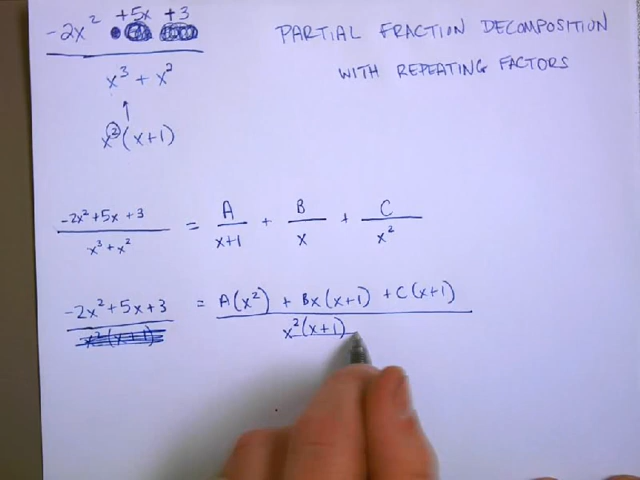 -2x² +5x +3
x³ + x²
x²(x+1)
PARTIAL FRACTION DECOMPOSITION
WITH REPEATING FACTORS
-2x² +5x +3 = A + B + C
x³ + x² x+1 x x²
-2x² +5x +3 = A(x²) + Bx(x+1) + C(x+1)
x²(x+1) x²(x+1)